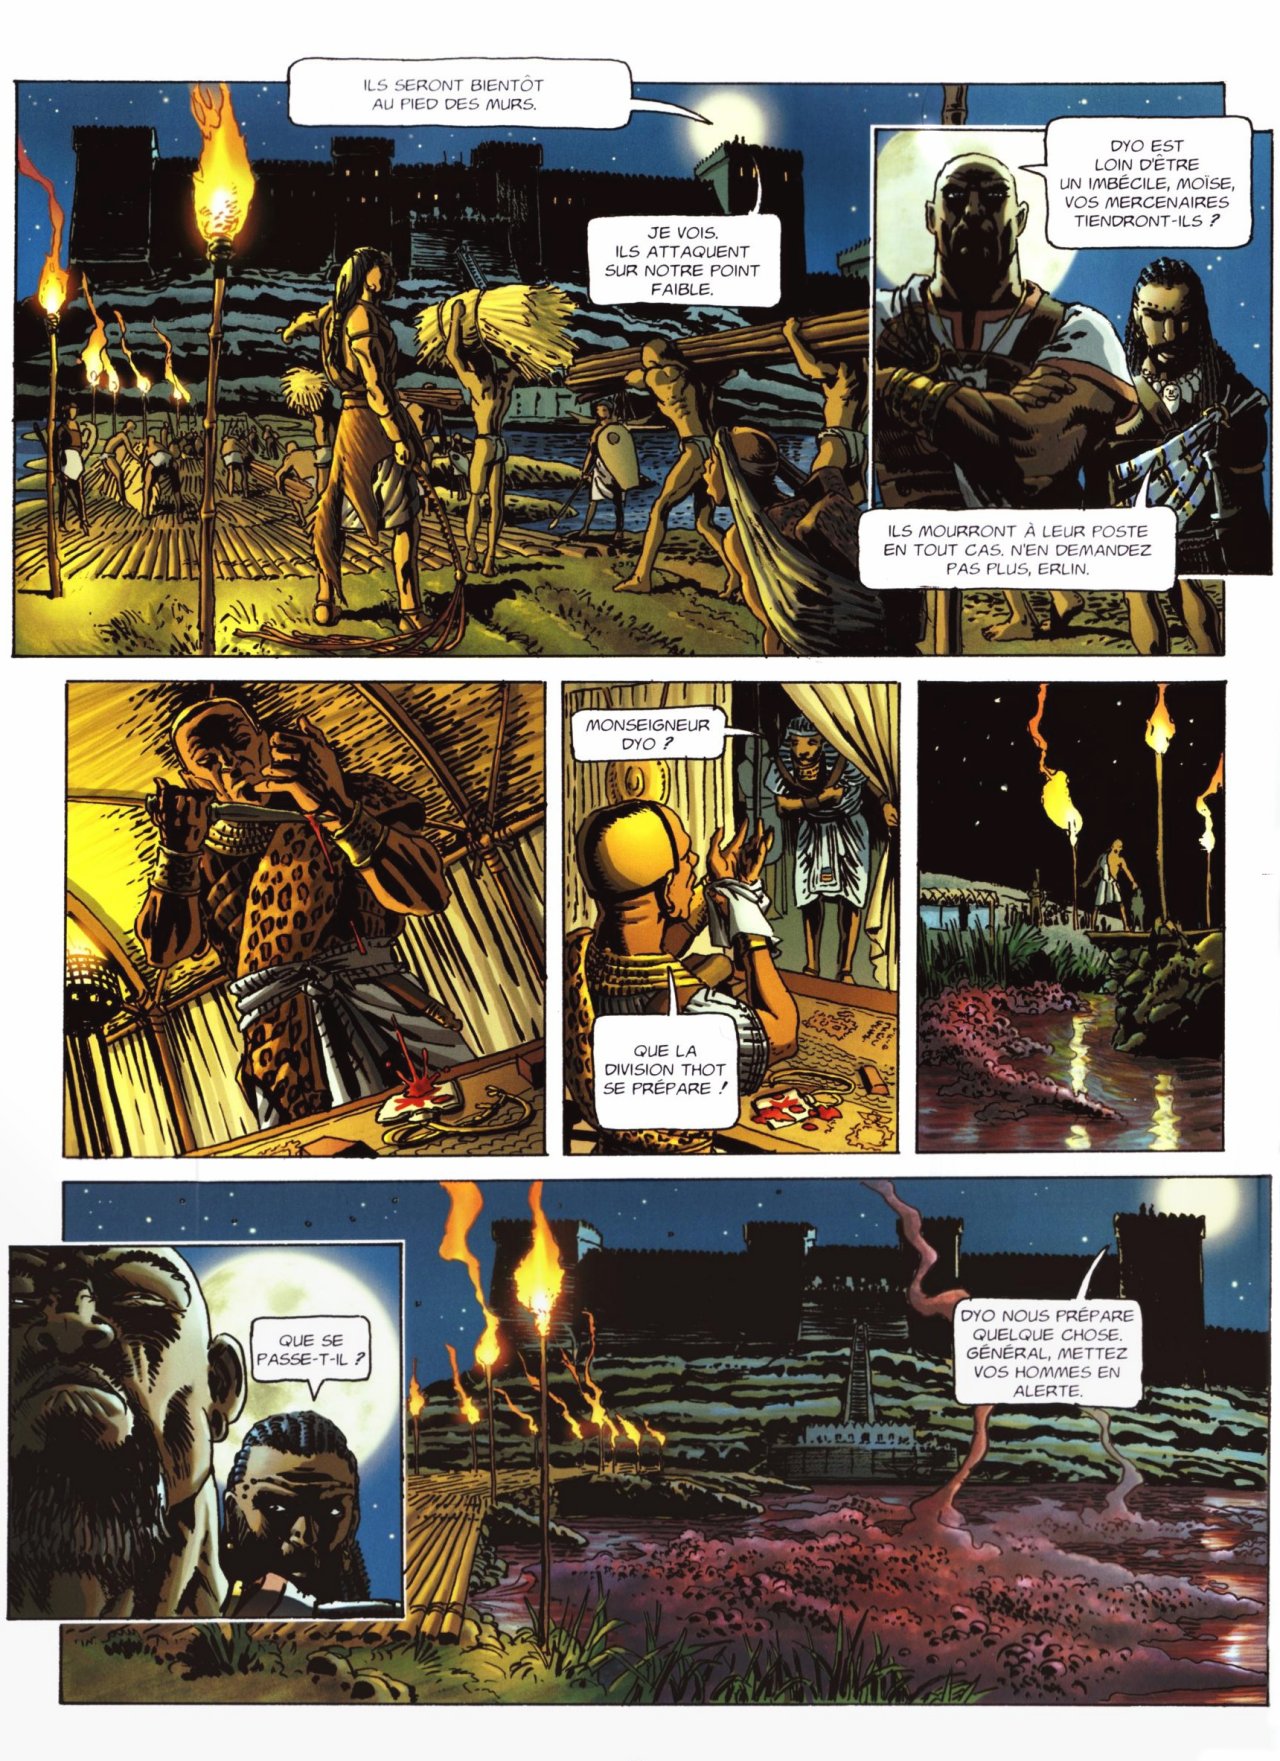 ILS SERONT BIENTÔT
AU PIED DES MURS.
JE VOIS.
ILS ATTAQUENT
SUR NOTRE POINT
FAIBLE.
DYO EST
LOIN D'ÊTRE
UN IMBÉCILE, MOÏSE,
VOS MERCENAIRES
TIENDRONT-ILS ?
ILS MOURRONT À LEUR POSTE
EN TOUT CAS. N'EN DEMANDEZ
PAS PLUS, ERLIN.
MONSEIGNEUR
DYO ?
QUE LA
DIVISION THOT
SE PRÉPARE !
QUE SE
PASSE-T-IL ?
DYO NOUS PRÉPARE
QUELQUE CHOSE.
GÉNÉRAL, METTEZ
VOS HOMMES EN
ALERTE.